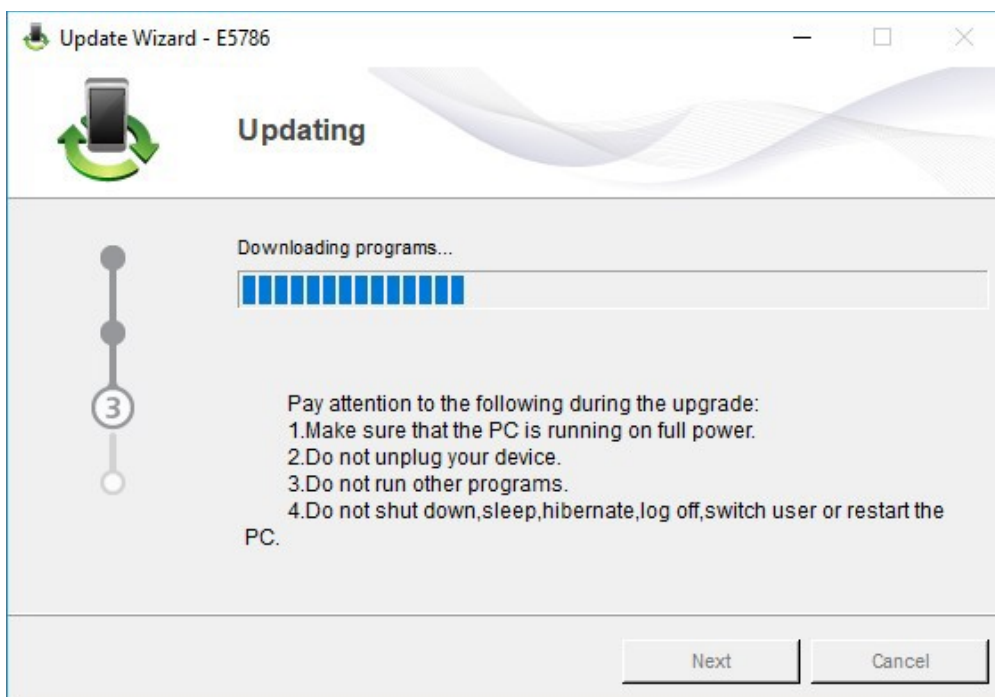 Update Wizard - E5786
Updating
Downloading programs...
3
Pay attention to the following during the upgrade:
1.Make sure that the PC is running on full power.
2.Do not unplug your device.
3.Do not run other programs.
4.Do not shut down,sleep,hibernate,log off,switch user or restart the
PC.
Next
Cancel